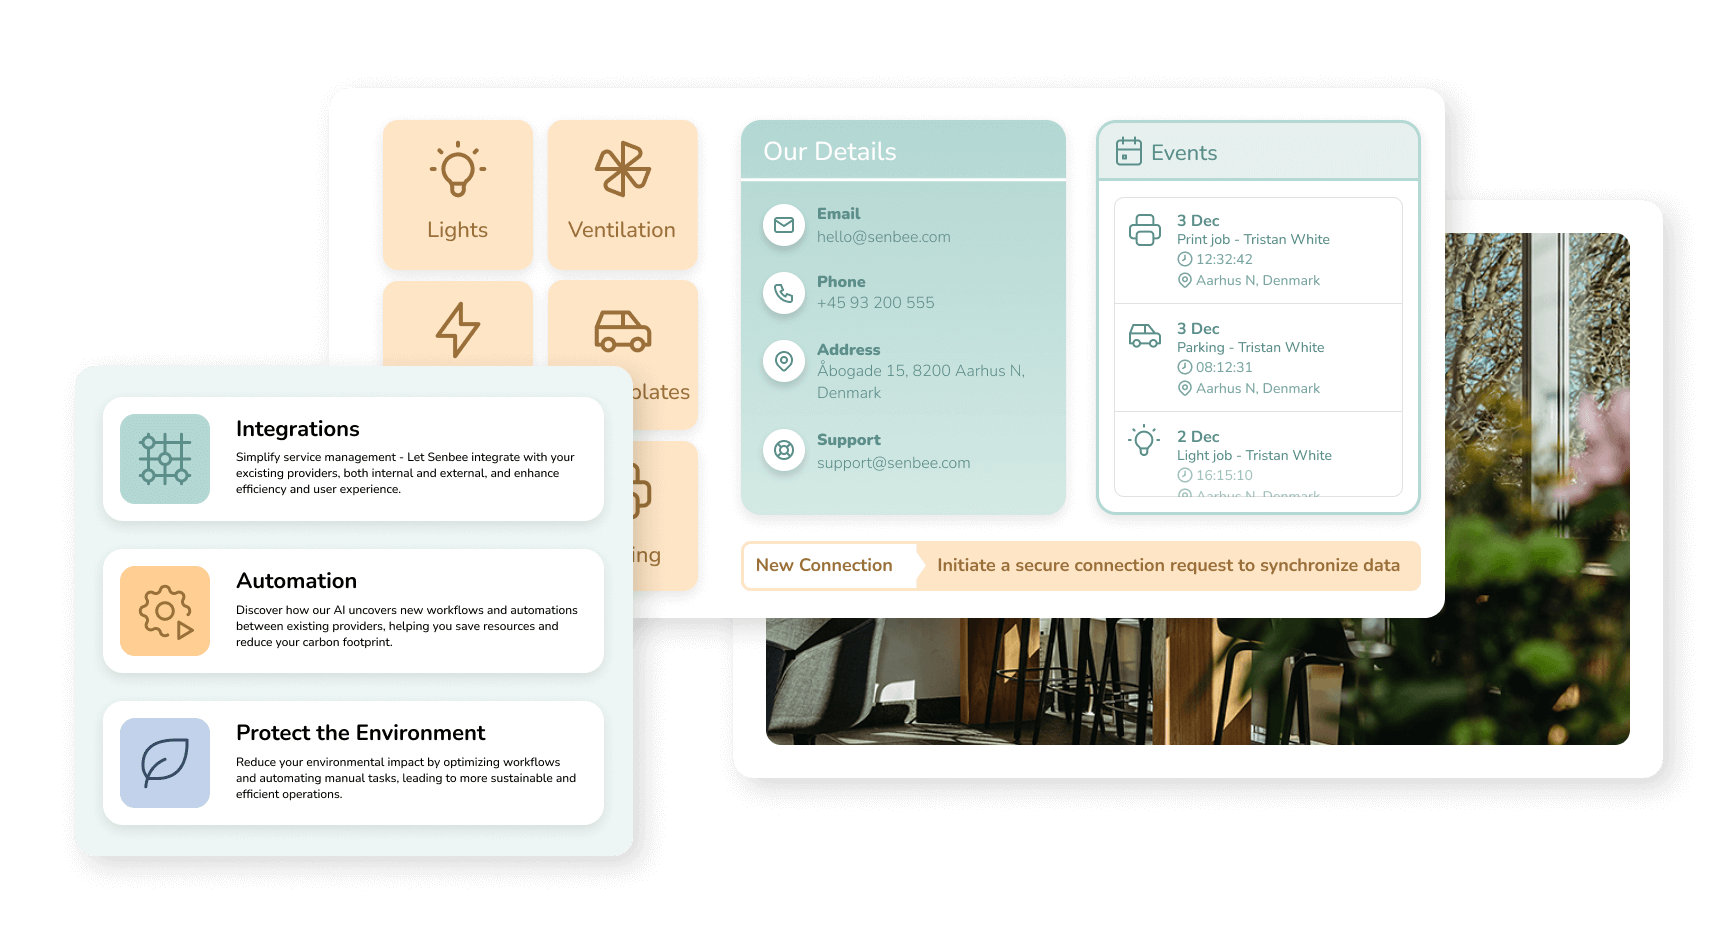 Lights
Ventilation
plates
ing
Our Details
Email
hello@senbee.com
Phone
+45 93 200 555
Address
Åbogade 15, 8200 Aarhus N,
Denmark
Support
support@senbee.com
Events
3 Dec
Print job - Tristan White
12:32:42
Aarhus N, Denmark
3 Dec
Parking - Tristan White
08:12:31
Aarhus N, Denmark
2 Dec
Light job - Tristan White
16:15:10
Aarhus N, Denmark
New Connection
Initiate a secure connection request to synchronize data
Integrations
Simplify service management - Let Senbee integrate with your
excisting providers, both internal and external, and enhance
efficiency and user experience.
Automation
Discover how our AI uncovers new workflows and automations
between existing providers, helping you save resources and
reduce your carbon footprint.
Protect the Environment
Reduce your environmental impact by optimizing workflows
and automating manual tasks, leading to more sustainable and
efficient operations.